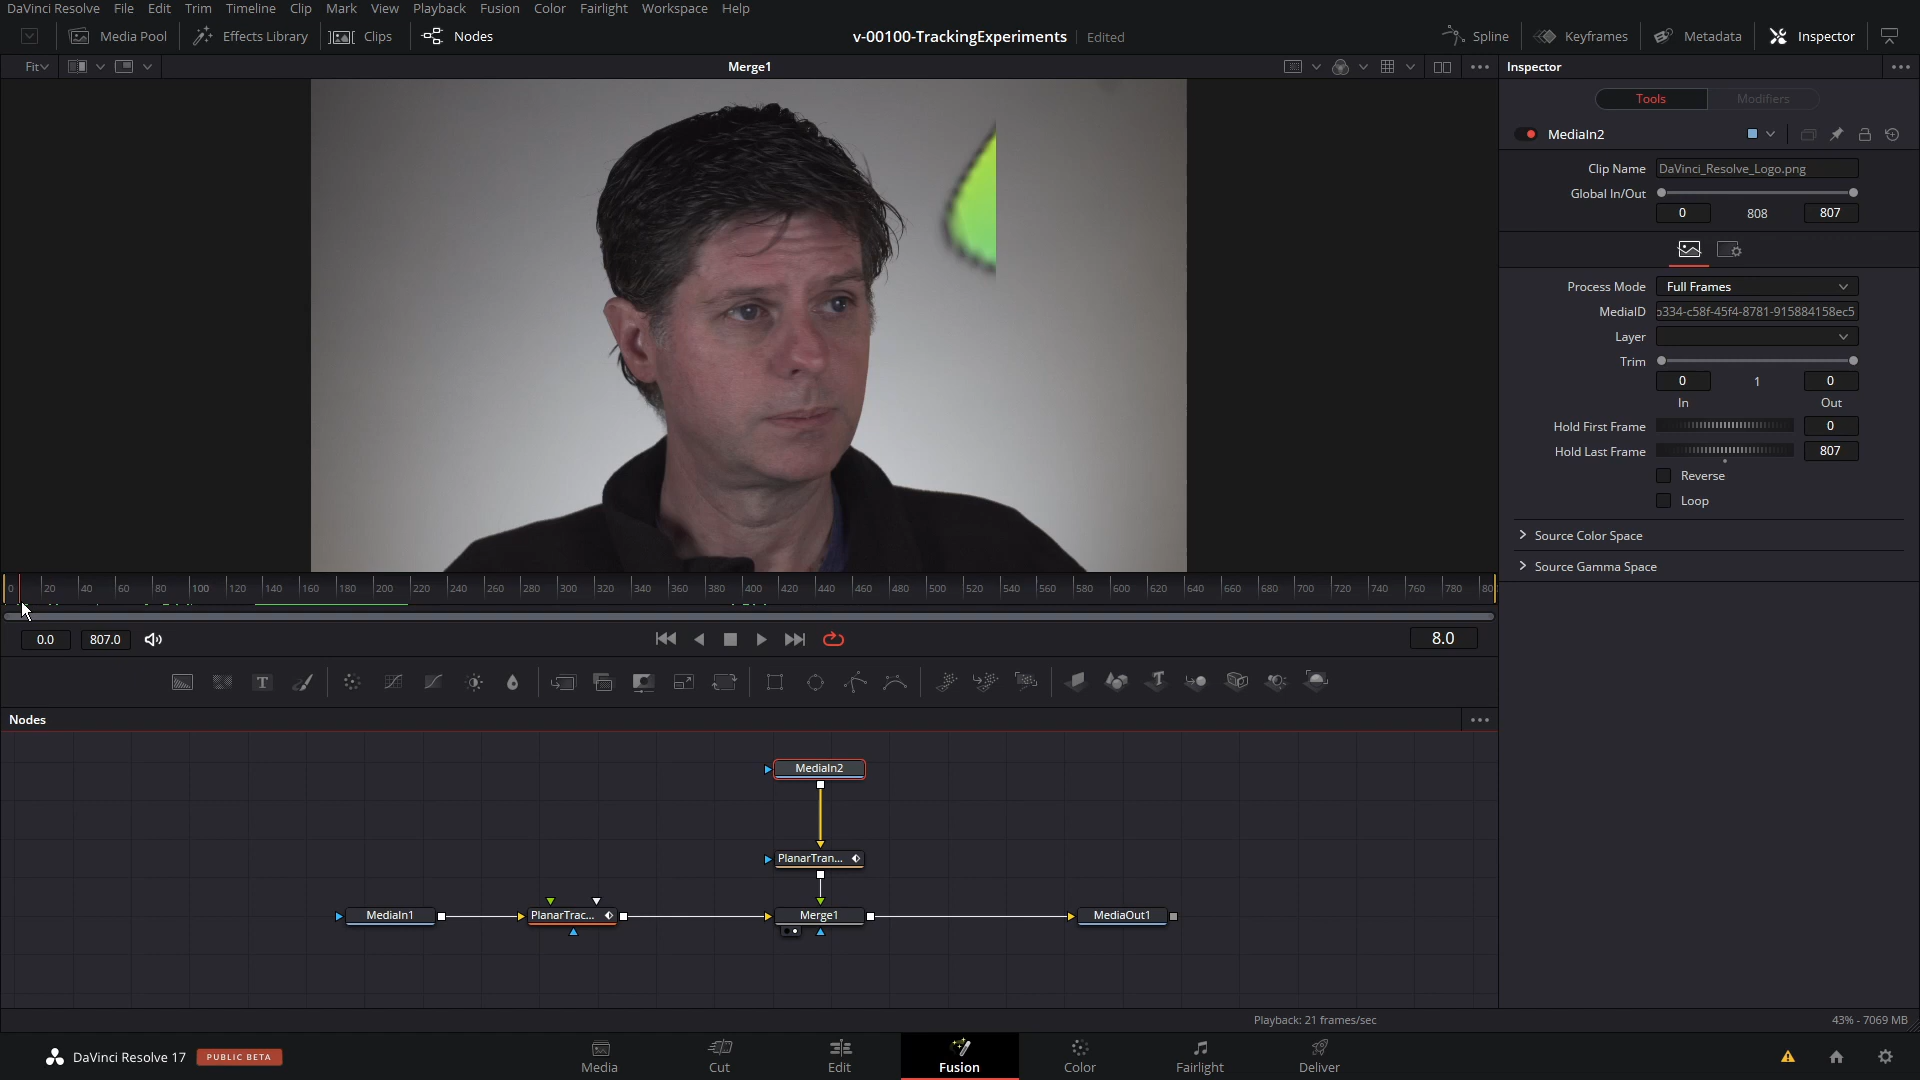 DaVinci Resolve File Edit Trim Timeline Clip Mark View Playback Fusion Color Fairlight Workspace Help
Media Pool Effects Library Clips Nodes v-00100-TrackingExperiments Edited Spline Keyframes Metadata Inspector
Fit Merge1 Inspector
Tools Modifiers
MediaIn2
Clip Name DaVinci_Resolve_Logo.png
Global In/Out
0 808 807
Process Mode Full Frames
MediaID 334-c58f-45f4-8781-915884158ec5
Layer
Trim
0 1 0
In Out
Hold First Frame 0
Hold Last Frame 807
Reverse
Loop
Source Color Space
Source Gamma Space
0 20 40 60 80 100 120 140 160 180 200 220 240 260 280 300 320 340 360 380 400 420 440 460 480 500 520 540 560 580 600 620 640 660 680 700 720 740 760 780 80
0.0 807.0 8.0
Nodes
MediaIn2
PlanarTran...
MediaIn1 PlanarTrac... Merge1 MediaOut1
Playback: 21 frames/sec 43% - 7069 MB
DaVinci Resolve 17 PUBLIC BETA Media Cut Edit Fusion Color Fairlight Deliver